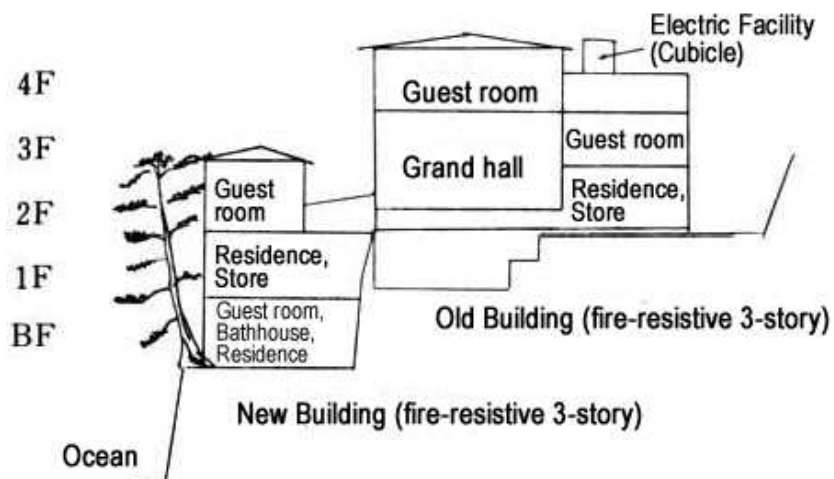 Electric Facility
(Cubicle)
4F
Guest room
3F
Guest room
Grand hall
Guest
room
2F
Residence,
Store
Residence,
Store
1F
Guest room,
Bathhouse,
Residence
BF
Old Building (fire-resistive 3-story)
New Building (fire-resistive 3-story)
Ocean